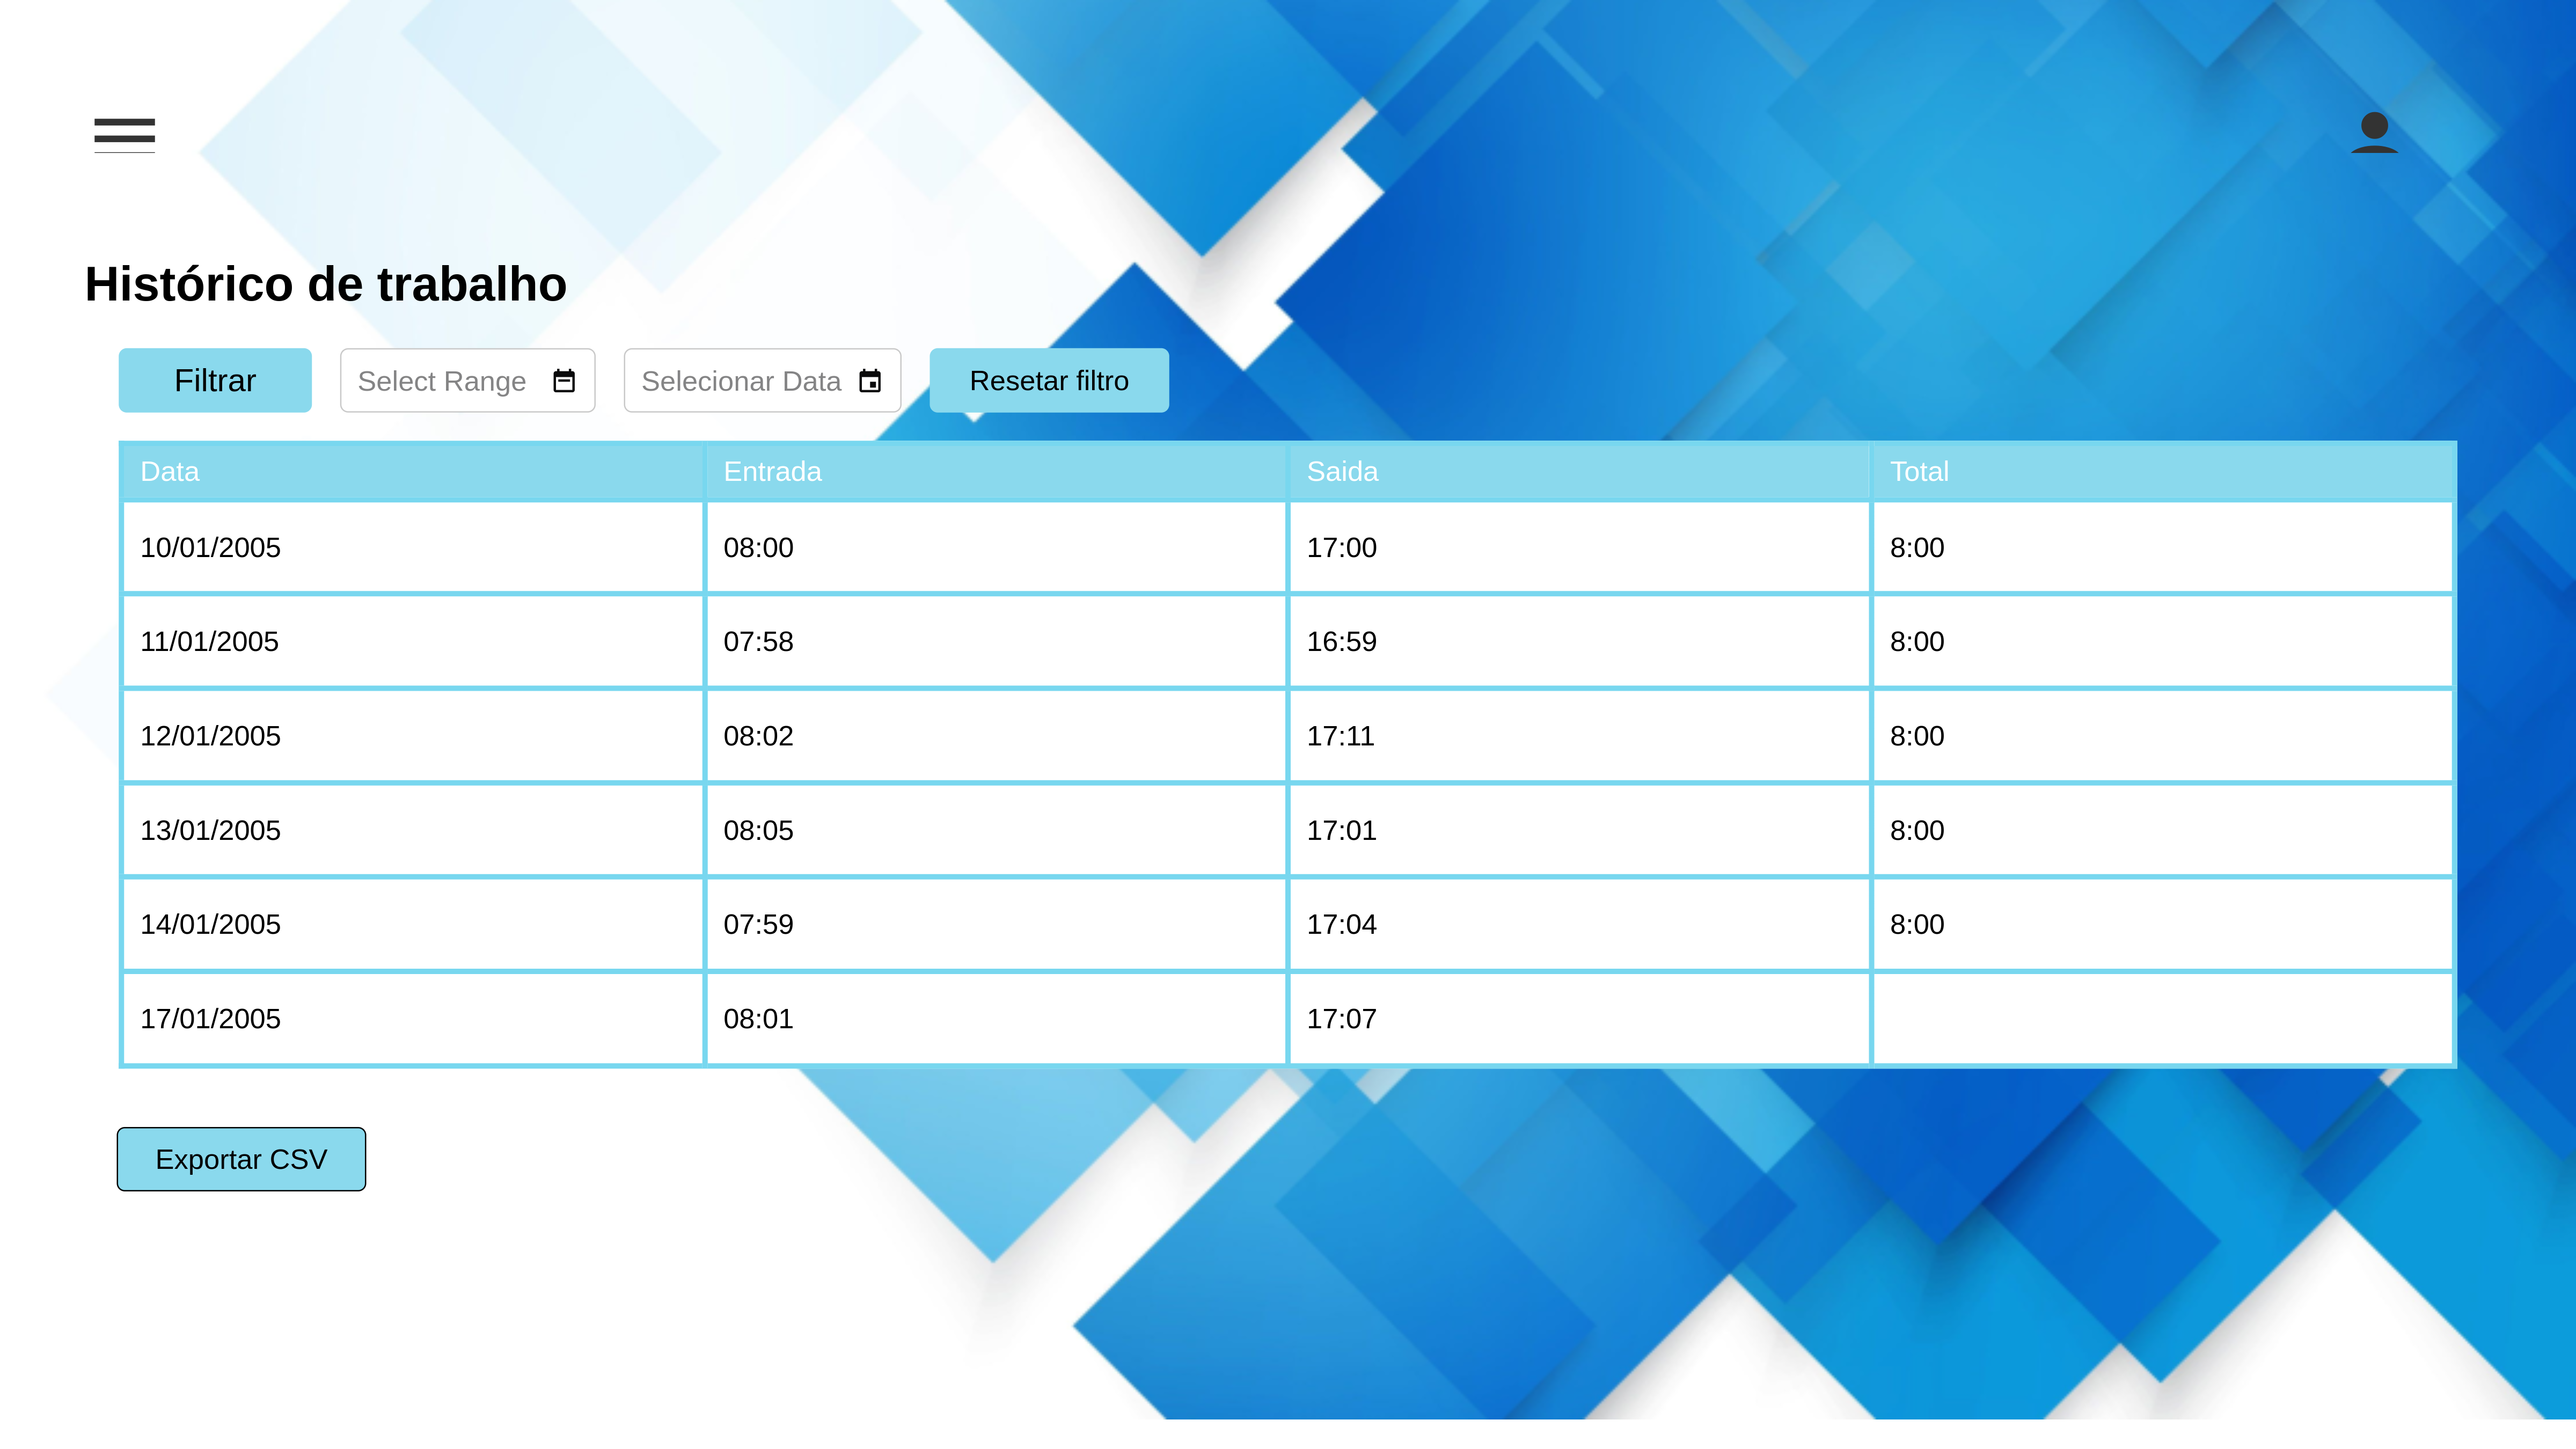 Histórico de trabalho
Filtrar Select Range Selecionar Data Resetar filtro
Data Entrada Saida Total
10/01/2005 08:00 17:00 8:00
11/01/2005 07:58 16:59 8:00
12/01/2005 08:02 17:11 8:00
13/01/2005 08:05 17:01 8:00
14/01/2005 07:59 17:04 8:00
17/01/2005 08:01 17:07
Exportar CSV